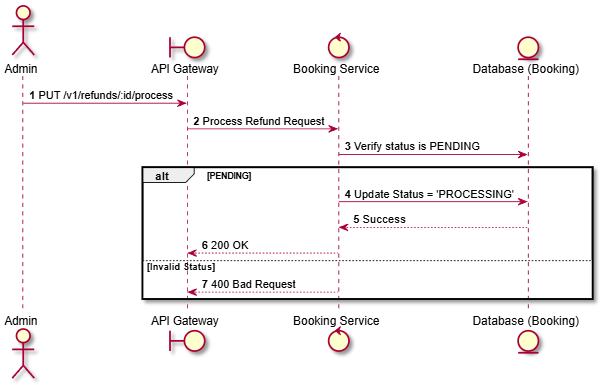 Admin
API Gateway
Booking Service
Database (Booking)
1 PUT /v1/refunds/:id/process
2 Process Refund Request
3 Verify status is PENDING
alt [PENDING]
4 Update Status = 'PROCESSING'
5 Success
6 200 OK
[Invalid Status]
7 400 Bad Request
Admin
API Gateway
Booking Service
Database (Booking)